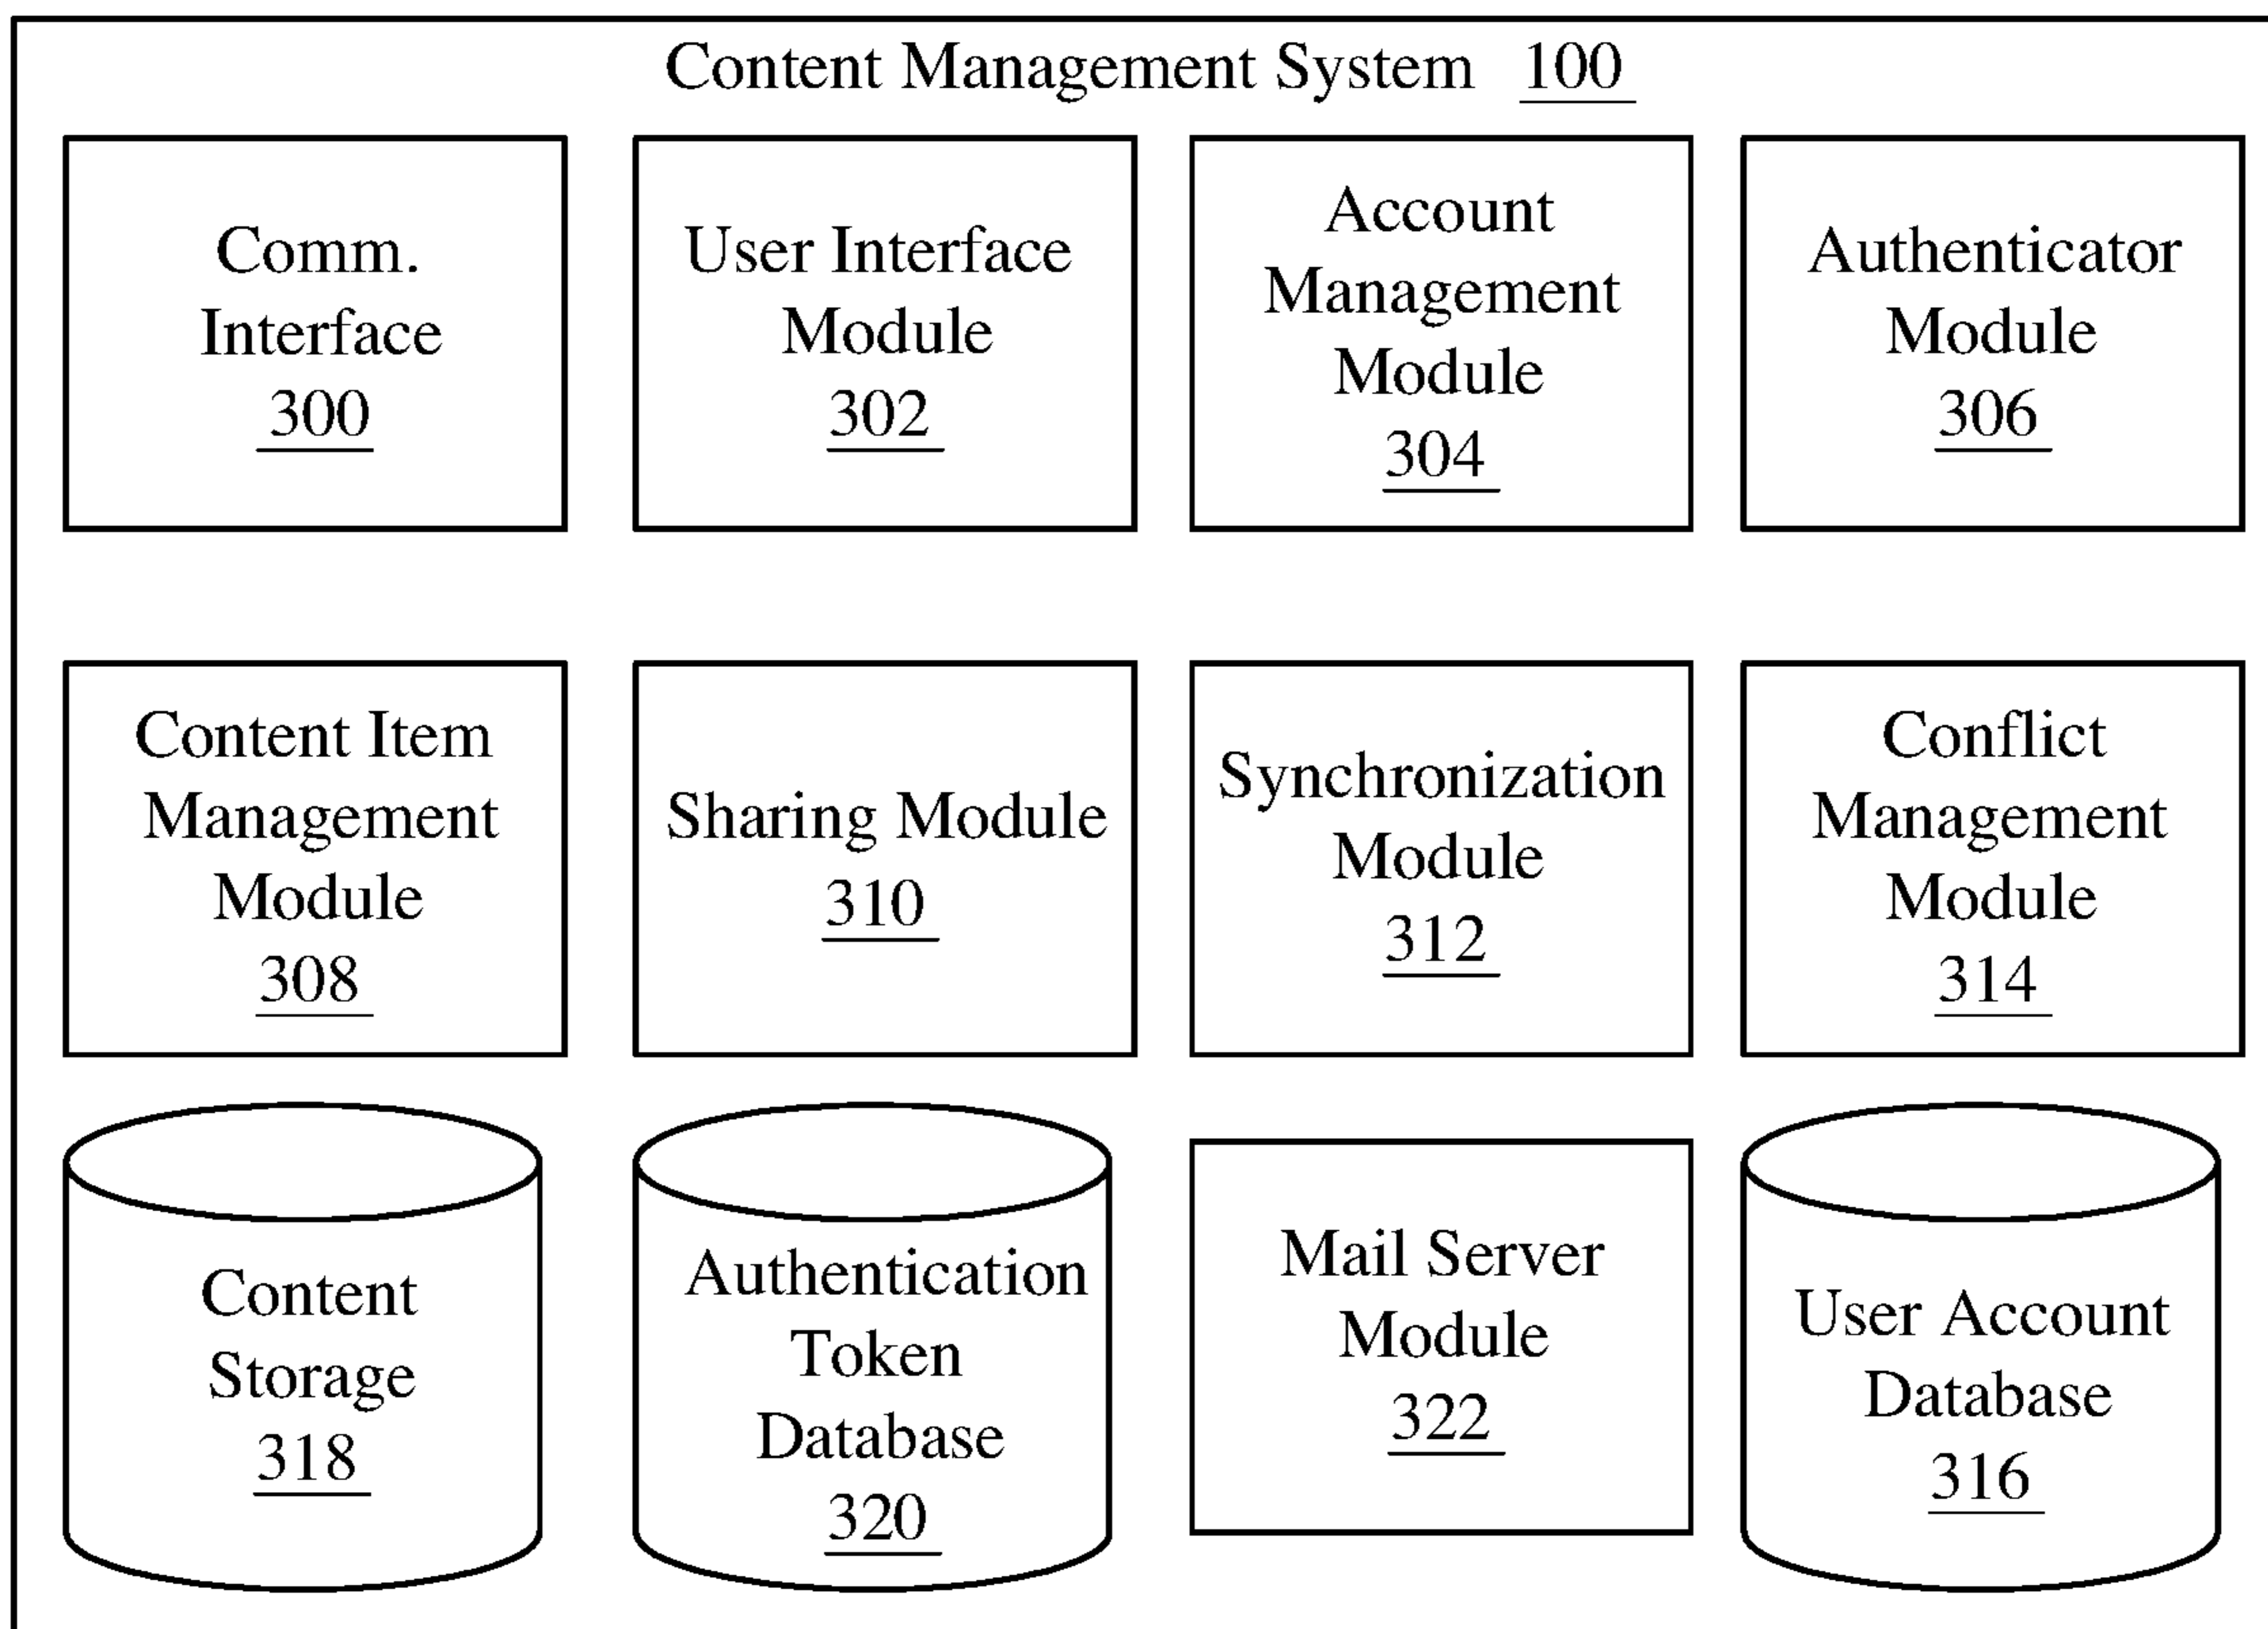 Content Management System 100
Comm.
Interface
300
User Interface
Module
302
Account
Management
Module
304
Authenticator
Module
306
Content Item
Management
Module
308
Sharing Module
310
Synchronization
Module
312
Conflict
Management
Module
314
Content
Storage
318
Authentication
Token
Database
320
Mail Server
Module
322
User Account
Database
316